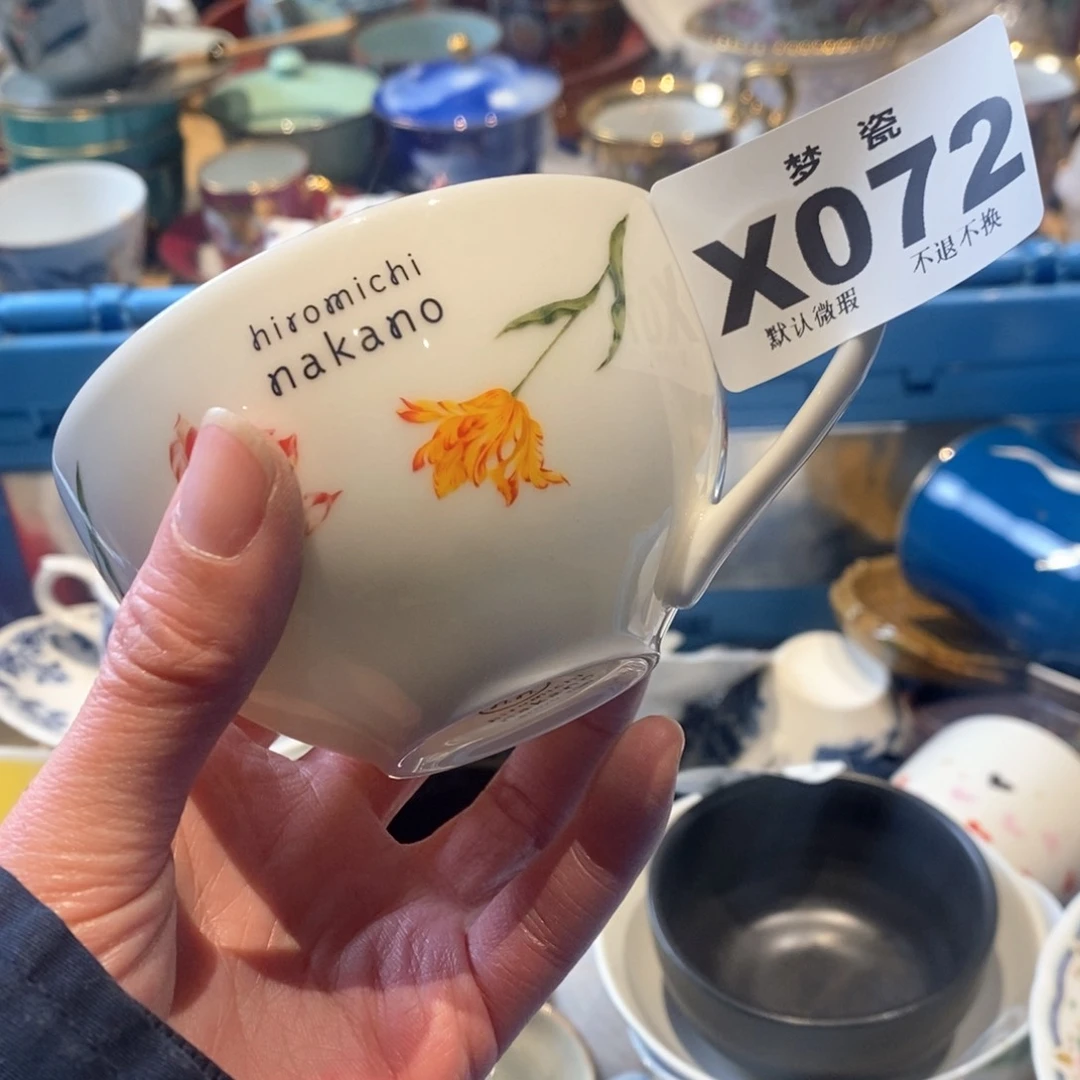 hiromichi
nakano
梦 瓷
X072
默认微瑕 不退不换